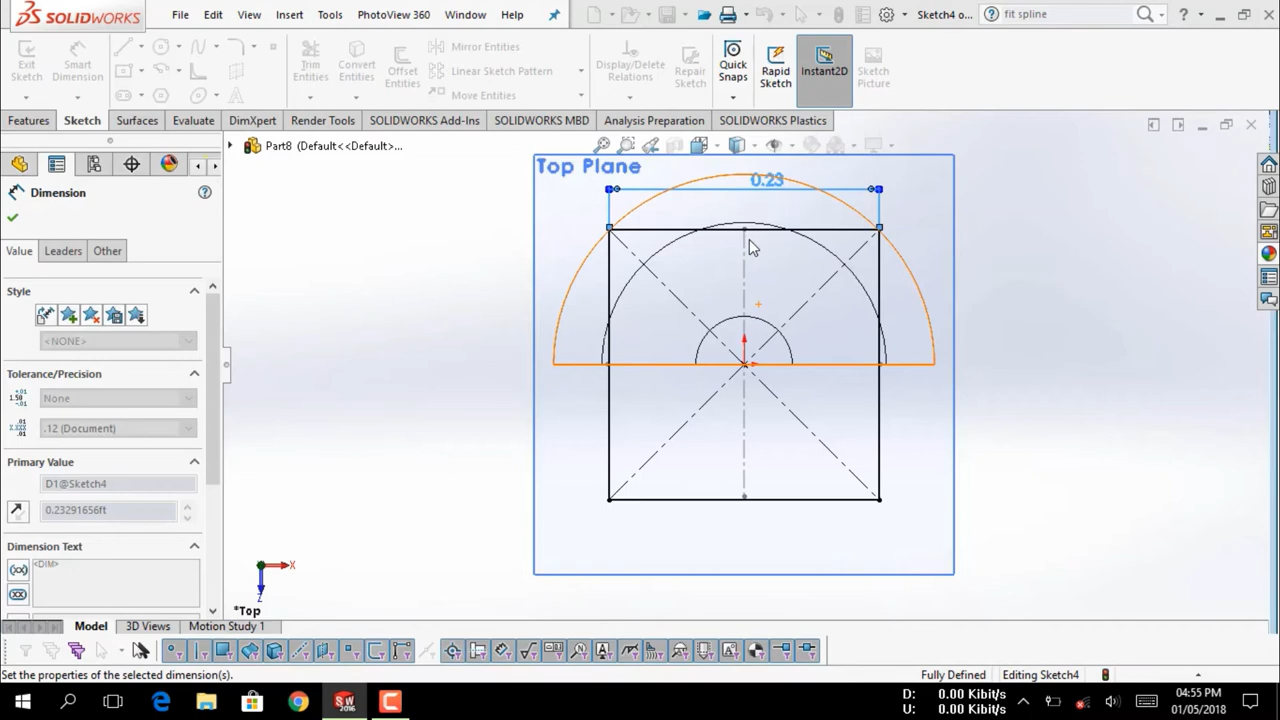 SOLIDWORKS File Edit View Insert Tools PhotoView 360 Window Help Sketch4 o... fit spline ?
Exit Sketch Smart Dimension Trim Entities Convert Entities Offset Entities Mirror Entities Linear Sketch Pattern Move Entities Display/Delete Relations Repair Sketch Quick Snaps Rapid Sketch Instant2D Sketch Picture
Features Sketch Surfaces Evaluate DimXpert Render Tools SOLIDWORKS Add-Ins SOLIDWORKS MBD Analysis Preparation SOLIDWORKS Plastics
Part8 (Default<<Default>...
Top Plane
Dimension
0.23
Value Leaders Other
Style
<NONE>
Tolerance/Precision
None
.12 (Document)
Primary Value
D1@Sketch4
0.23291656ft
Dimension Text
<DIM>
X
Z
*Top
Model 3D Views Motion Study 1
Set the properties of the selected dimension(s). Fully Defined Editing Sketch4
D: 0.00 Kibit/s
U: 0.00 Kibit/s
04:55 PM
01/05/2018
SW
2016